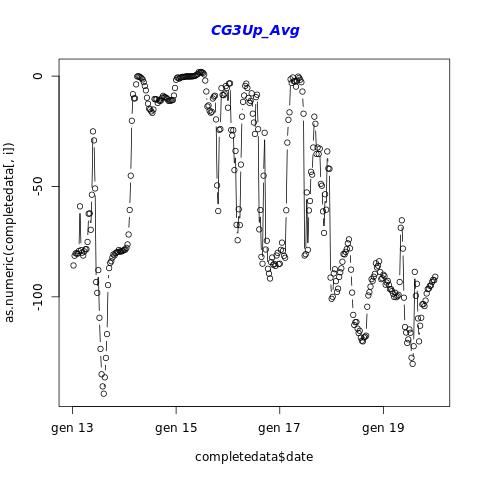 CG3Up_Avg
0
-50
-100
as.numeric(completedata[, i])
gen 13
gen 15
gen 17
gen 19
completedata$date